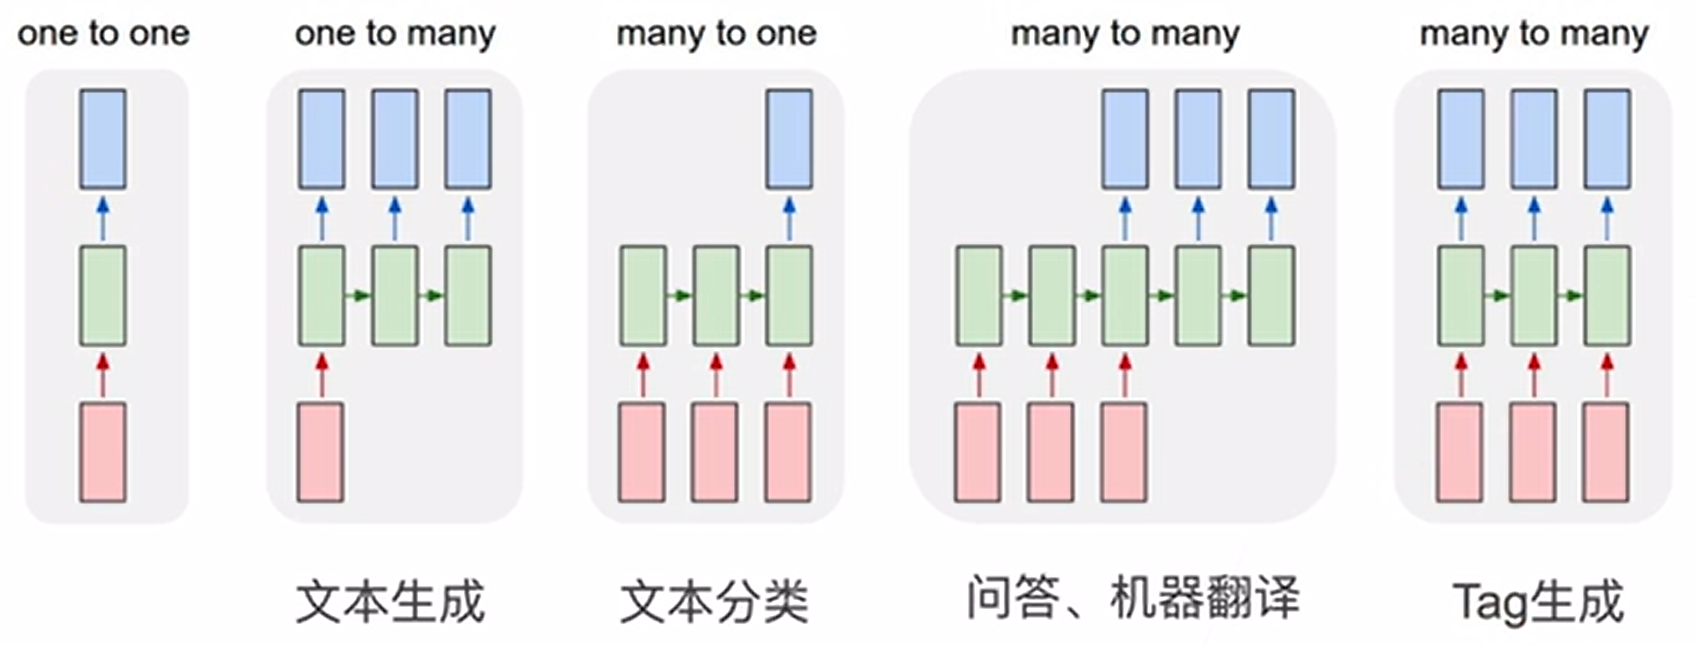 one to one
one to many
many to one
many to many
many to many
文本生成
文本分类
问答、机器翻译
Tag生成